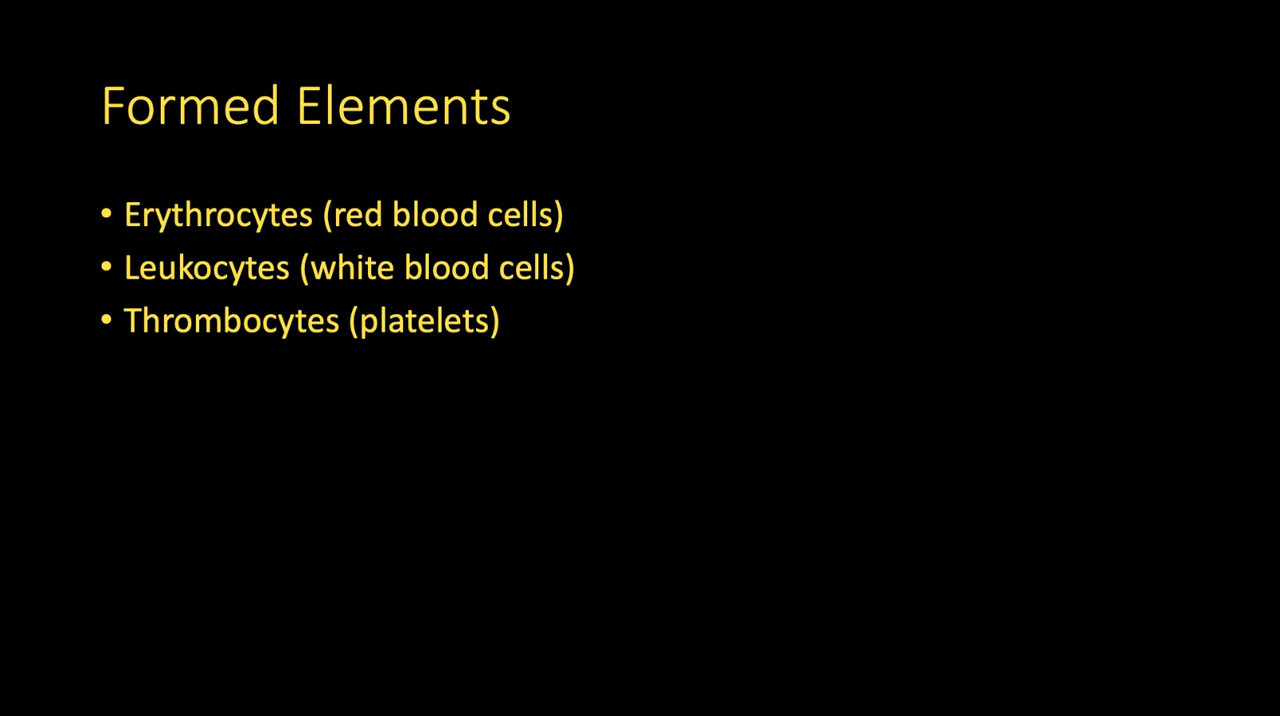 Formed Elements
• Erythrocytes (red blood cells)
• Leukocytes (white blood cells)
• Thrombocytes (platelets)